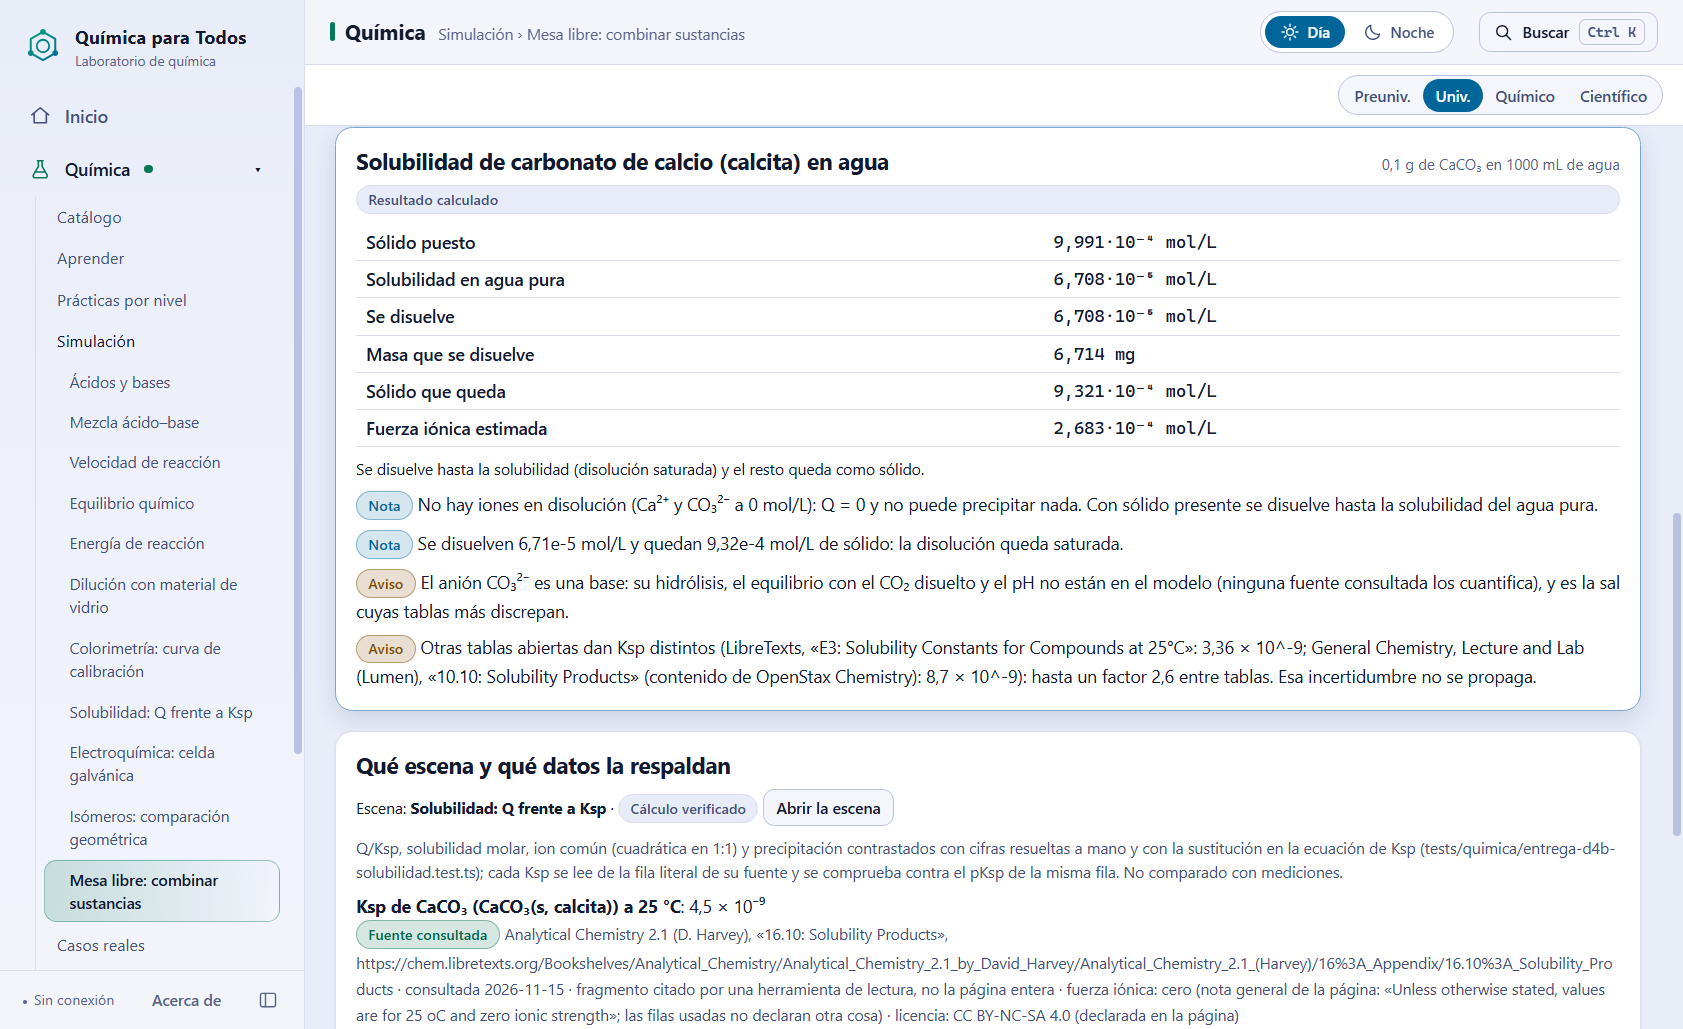 Química para Todos
Laboratorio de química
Inicio
Química
Catálogo
Aprender
Prácticas por nivel
Simulación
Ácidos y bases
Mezcla ácido–base
Velocidad de reacción
Equilibrio químico
Energía de reacción
Dilución con material de
vidrio
Colorimetría: curva de
calibración
Solubilidad: Q frente a Ksp
Electroquímica: celda
galvánica
Isómeros: comparación
geométrica
Mesa libre: combinar
sustancias
Casos reales
Sin conexión
Acerca de
Química
Simulación › Mesa libre: combinar sustancias
Día
Noche
Buscar
Ctrl K
Preuniv.
Univ.
Químico
Científico
Solubilidad de carbonato de calcio (calcita) en agua
0,1 g de CaCO₃ en 1000 mL de agua
Resultado calculado
Sólido puesto 9,991·10⁻⁴ mol/L
Solubilidad en agua pura 6,708·10⁻⁵ mol/L
Se disuelve 6,708·10⁻⁵ mol/L
Masa que se disuelve 6,714 mg
Sólido que queda 9,321·10⁻⁴ mol/L
Fuerza iónica estimada 2,683·10⁻⁴ mol/L
Se disuelve hasta la solubilidad (disolución saturada) y el resto queda como sólido.
Nota No hay iones en disolución (Ca²⁺ y CO₃²⁻ a 0 mol/L): Q = 0 y no puede precipitar nada. Con sólido presente se disuelve hasta la solubilidad del agua pura.
Nota Se disuelven 6,71e-5 mol/L y quedan 9,32e-4 mol/L de sólido: la disolución queda saturada.
Aviso El anión CO₃²⁻ es una base: su hidrólisis, el equilibrio con el CO₂ disuelto y el pH no están en el modelo (ninguna fuente consultada los cuantifica), y es la sal
cuyas tablas más discrepan.
Aviso Otras tablas abiertas dan Ksp distintos (LibreTexts, «E3: Solubility Constants for Compounds at 25°C»: 3,36 × 10^-9; General Chemistry, Lecture and Lab
(Lumen), «10.10: Solubility Products» (contenido de OpenStax Chemistry): 8,7 × 10^-9): hasta un factor 2,6 entre tablas. Esa incertidumbre no se propaga.
Qué escena y qué datos la respaldan
Escena: Solubilidad: Q frente a Ksp · Cálculo verificado Abrir la escena
Q/Ksp, solubilidad molar, ion común (cuadrática en 1:1) y precipitación contrastados con cifras resueltas a mano y con la sustitución en la ecuación de Ksp (tests/quimica/entrega-d4b-
solubilidad.test.ts); cada Ksp se lee de la fila literal de su fuente y se comprueba contra el pKsp de la misma fila. No comparado con mediciones.
Ksp de CaCO₃ (CaCO₃(s, calcita)) a 25 °C: 4,5 × 10⁻⁹
Fuente consultada Analytical Chemistry 2.1 (D. Harvey), «16.10: Solubility Products»,
https://chem.libretexts.org/Bookshelves/Analytical_Chemistry/Analytical_Chemistry_2.1_by_David_Harvey/Analytical_Chemistry_2.1_(Harvey)/16%3A_Appendix/16.10%3A_Solubility_Pro
ducts · consultada 2026-11-15 · fragmento citado por una herramienta de lectura, no la página entera · fuerza iónica: cero (nota general de la página: «Unless otherwise stated, values
are for 25 oC and zero ionic strength»; las filas usadas no declaran otra cosa) · licencia: CC BY-NC-SA 4.0 (declarada en la página)